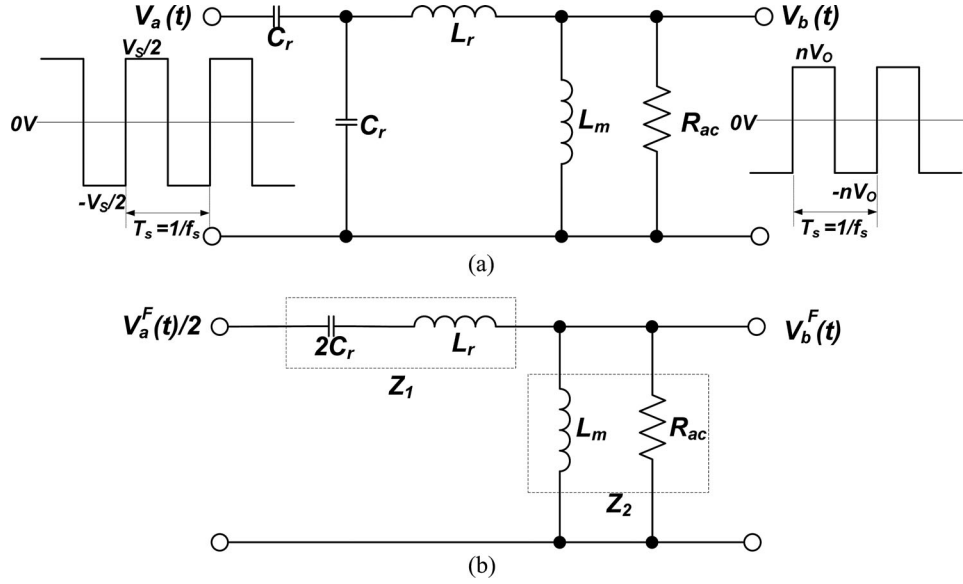 Va(t)
Cr
Lr
Vb(t)
VS/2
nVO
0V
Cr
Lm
Rac
0V
-VS/2
-nVO
Ts=1/fs
Ts=1/fs
(a)
VaF(t)/2
2Cr
Lr
VbF(t)
Z1
Lm
Rac
Z2
(b)